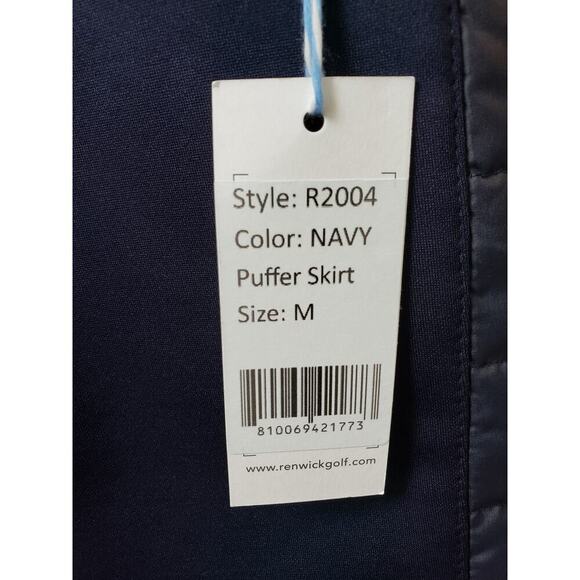 Style: R2004
Color: NAVY
Puffer Skirt
Size: M
810069421773
www.renwickgolf.com